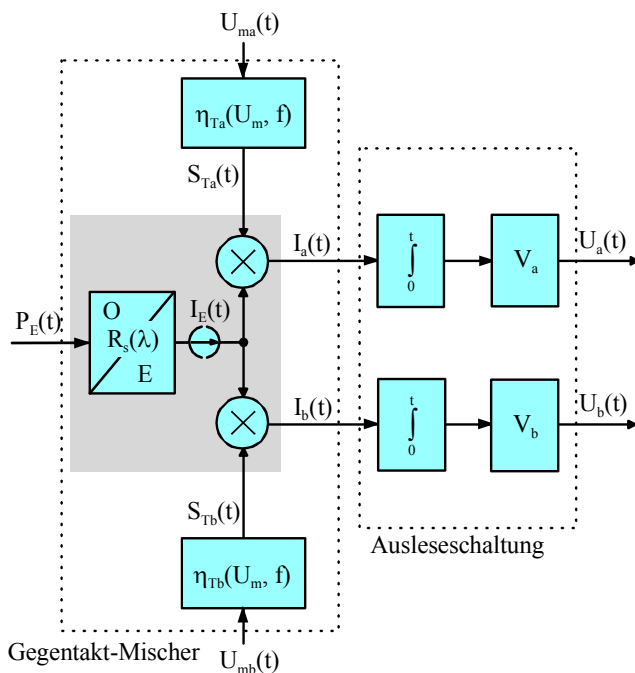 U_ma(t)
η_Ta(U_m, f)
S_Ta(t)
I_a(t)
∫ 0 t
V_a
U_a(t)
P_E(t)
O
R_s(λ)
E
I_E(t)
I_b(t)
∫ 0 t
V_b
U_b(t)
S_Tb(t)
Ausleseschaltung
η_Tb(U_m, f)
Gegentakt-Mischer
U_mb(t)